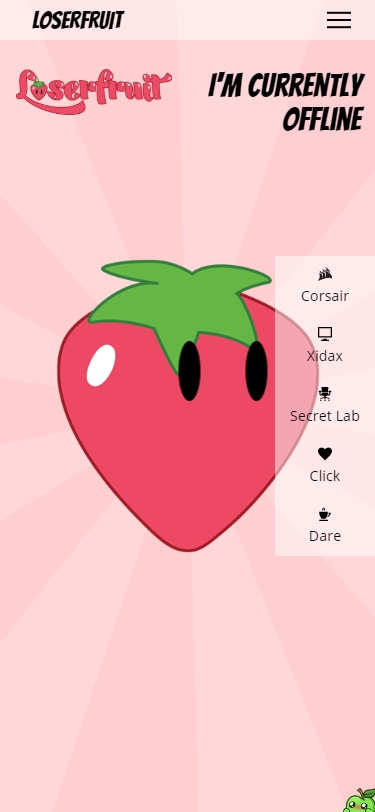 LOSERFRUIT
Loserfruit
I'M CURRENTLY
OFFLINE
Corsair
Xidax
Secret Lab
Click
Dare